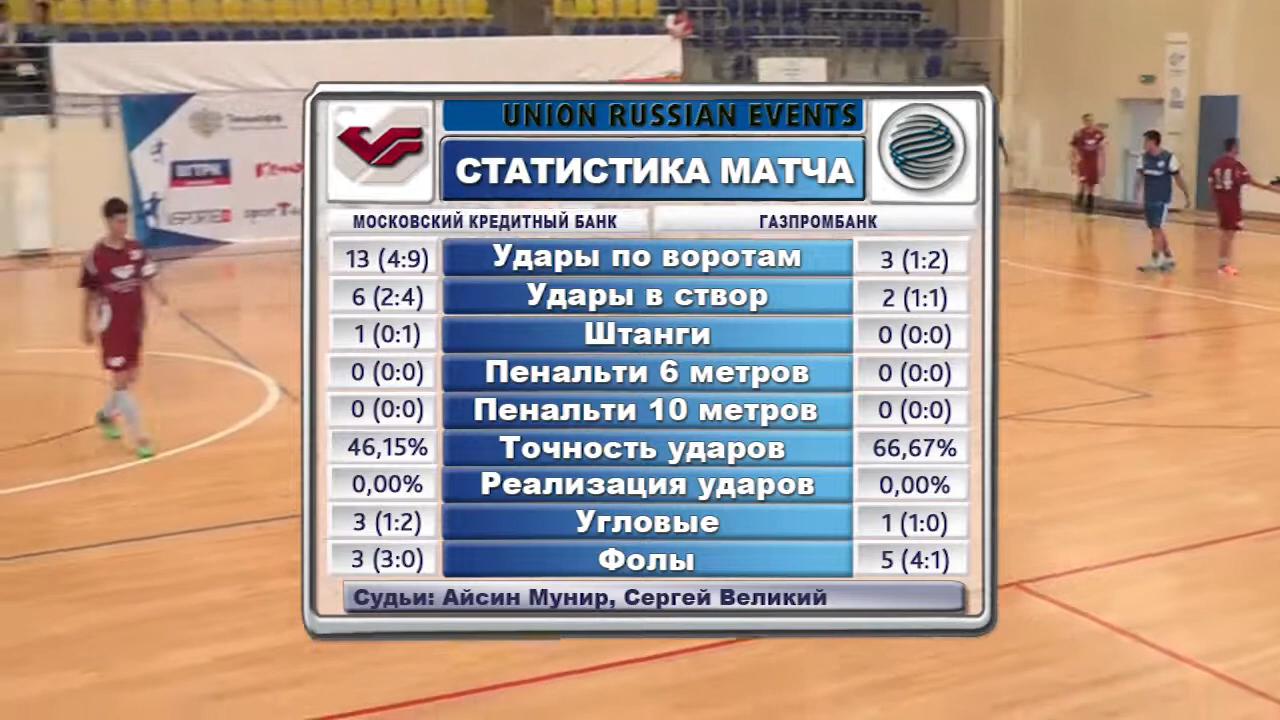 UNION RUSSIAN EVENTS
СТАТИСТИКА МАТЧА
МОСКОВСКИЙ КРЕДИТНЫЙ БАНК ГАЗПРОМБАНК
13 (4:9) Удары по воротам 3 (1:2)
6 (2:4) Удары в створ 2 (1:1)
1 (0:1) Штанги 0 (0:0)
0 (0:0) Пенальти 6 метров 0 (0:0)
0 (0:0) Пенальти 10 метров 0 (0:0)
46,15% Точность ударов 66,67%
0,00% Реализация ударов 0,00%
3 (1:2) Угловые 1 (1:0)
3 (3:0) Фолы 5 (4:1)
Судьи: Айсин Мунир, Сергей Великий
14